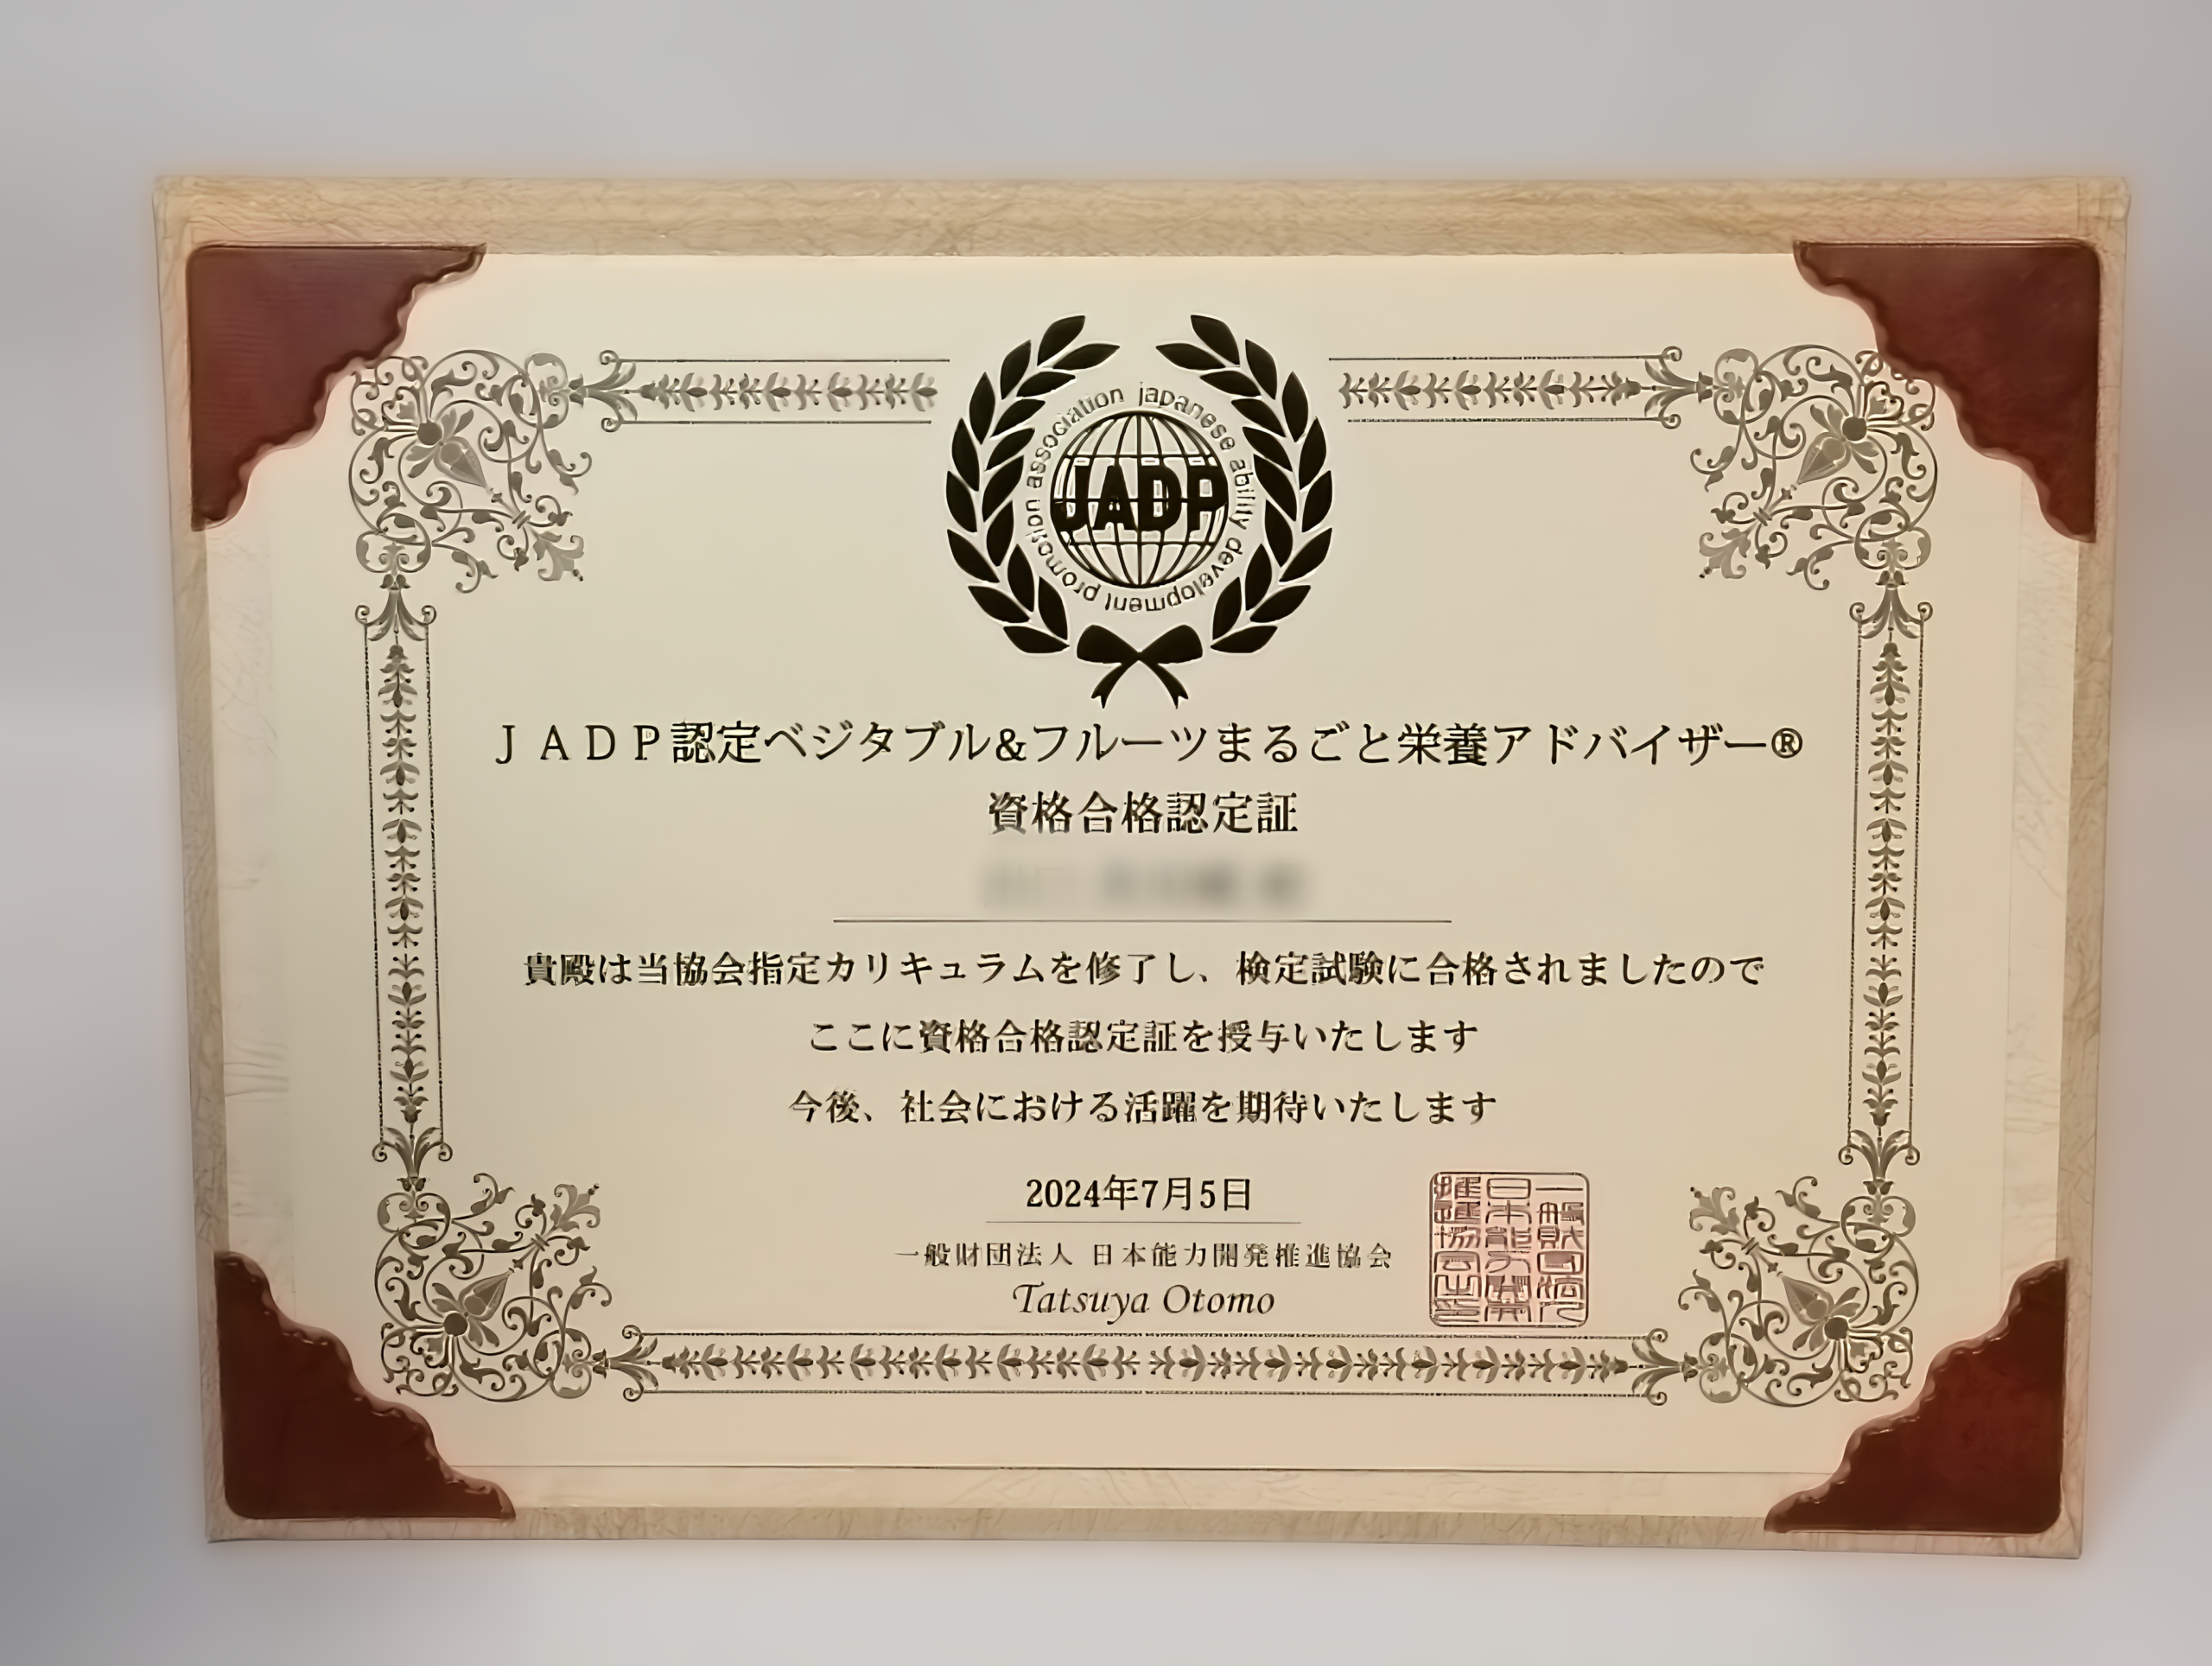 japanese ability development promotion association
JADP
ＪＡＤＰ認定ベジタブル&フルーツまるごと栄養アドバイザー®
資格合格認定証
貴殿は当協会指定カリキュラムを修了し、検定試験に合格されましたので
ここに資格合格認定証を授与いたします
今後、社会における活躍を期待いたします
2024年7月5日
一般財団法人 日本能力開発推進協会
Tatsuya Otomo